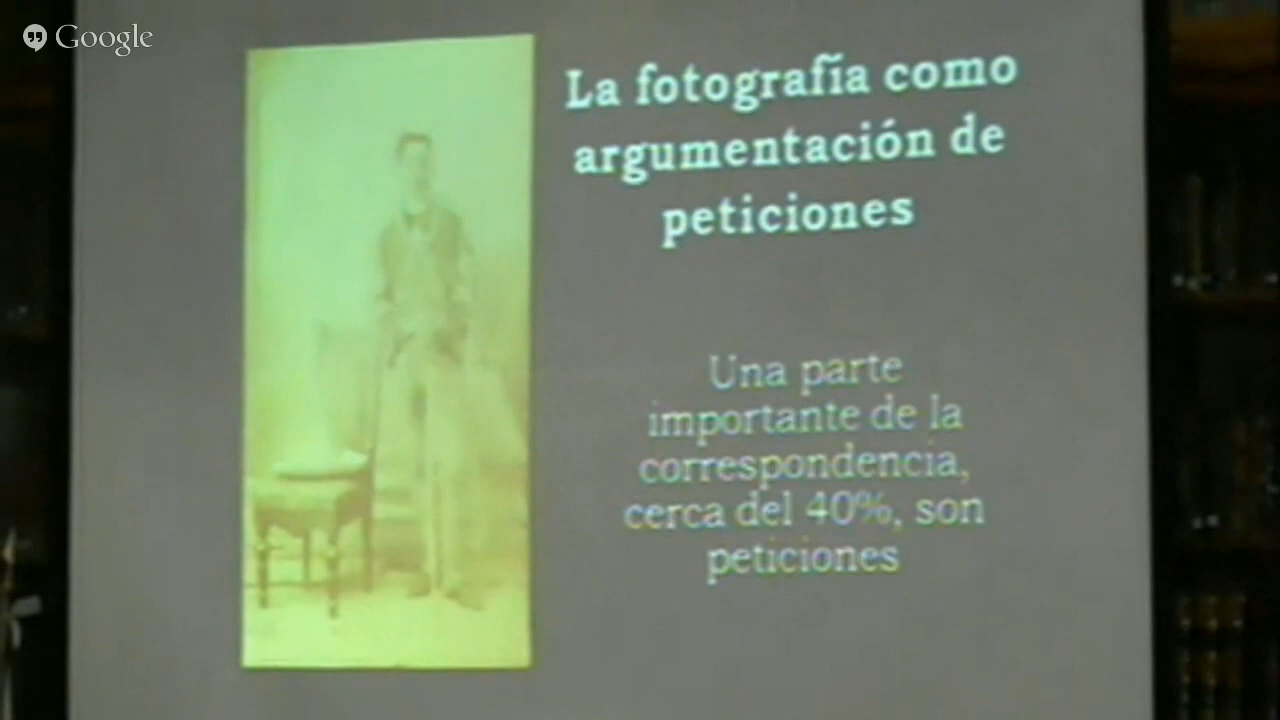 Google
La fotografía como
argumentación de
peticiones
Una parte
importante de la
correspondencia,
cerca del 40%, son
peticiones